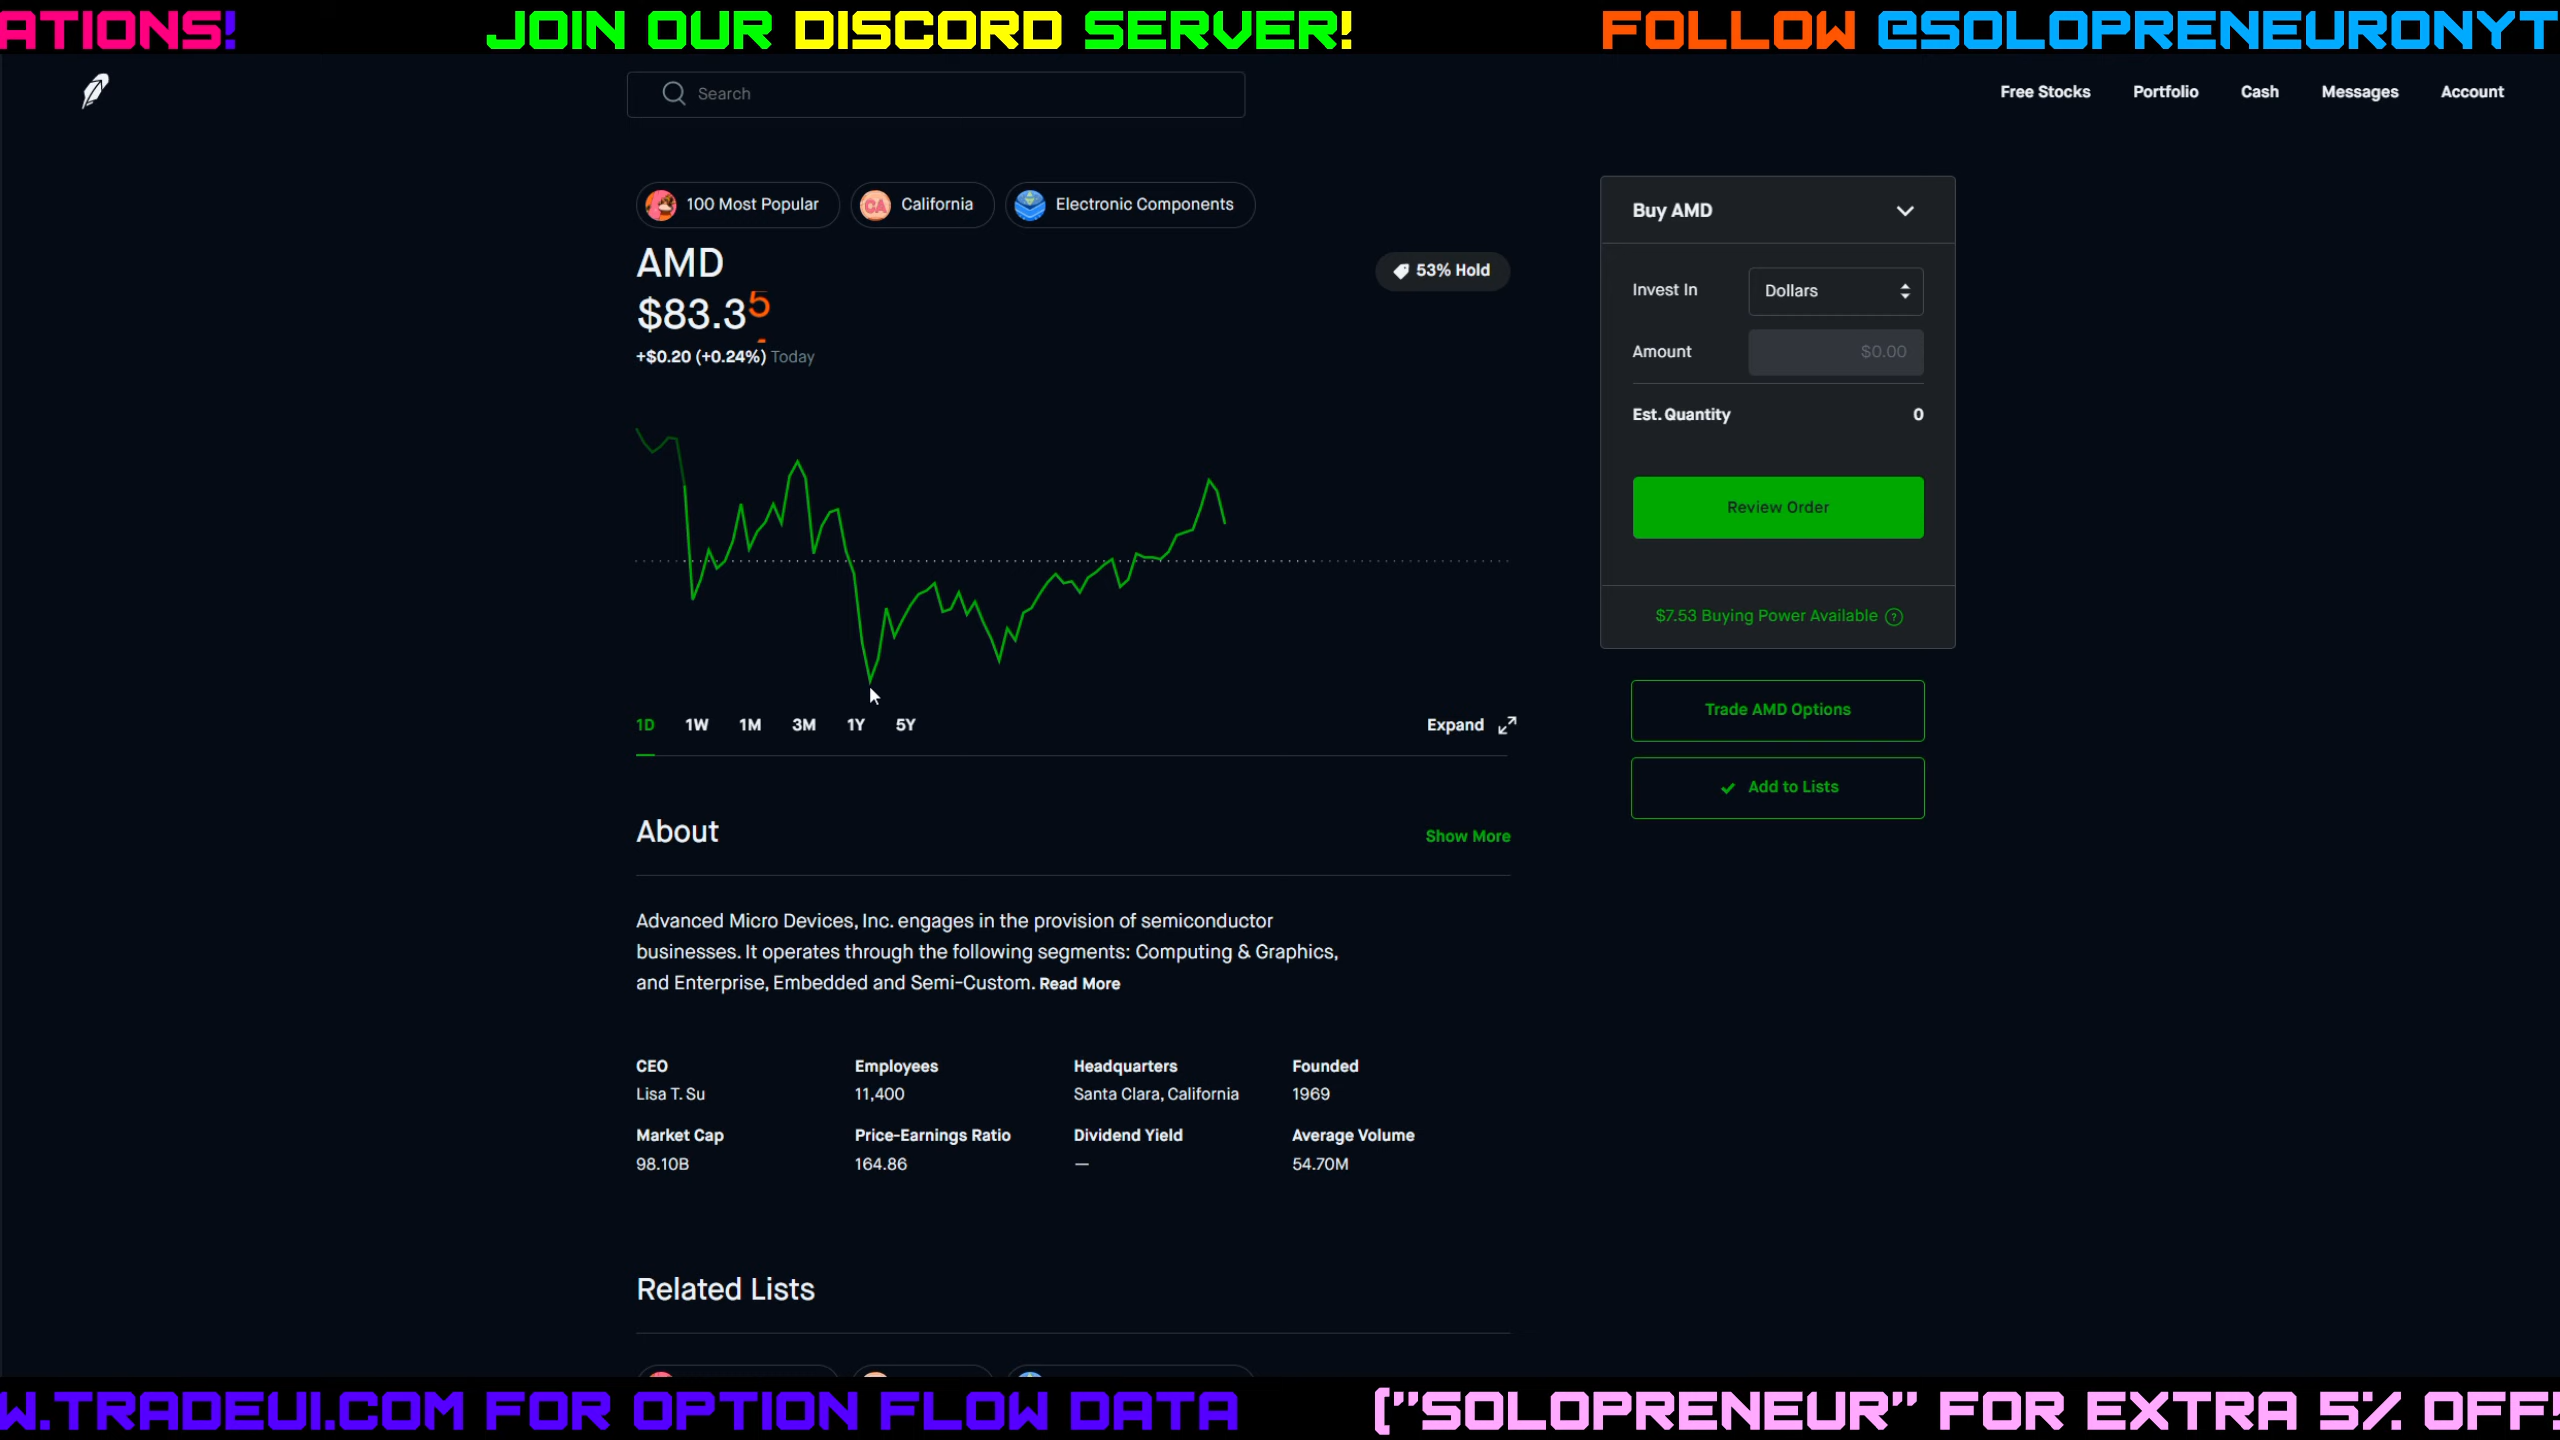 ATIONS! JOIN OUR DISCORD SERVER! FOLLOW @SOLOPRENEURONYT
Search
Free Stocks Portfolio Cash Messages Account
100 Most Popular California Electronic Components
AMD
53% Hold
$83.35
+$0.20 (+0.24%) Today
Buy AMD
Invest In Dollars
Amount $0.00
Est. Quantity 0
Review Order
$7.53 Buying Power Available ?
Trade AMD Options
Add to Lists
1D 1W 1M 3M 1Y 5Y Expand
About Show More
Advanced Micro Devices, Inc. engages in the provision of semiconductor
businesses. It operates through the following segments: Computing & Graphics,
and Enterprise, Embedded and Semi-Custom. Read More
CEO Employees Headquarters Founded
Lisa T. Su 11,400 Santa Clara, California 1969
Market Cap Price-Earnings Ratio Dividend Yield Average Volume
98.10B 164.86 — 54.70M
Related Lists
W.TRADEUI.COM FOR OPTION FLOW DATA ("SOLOPRENEUR" FOR EXTRA 5% OFF!